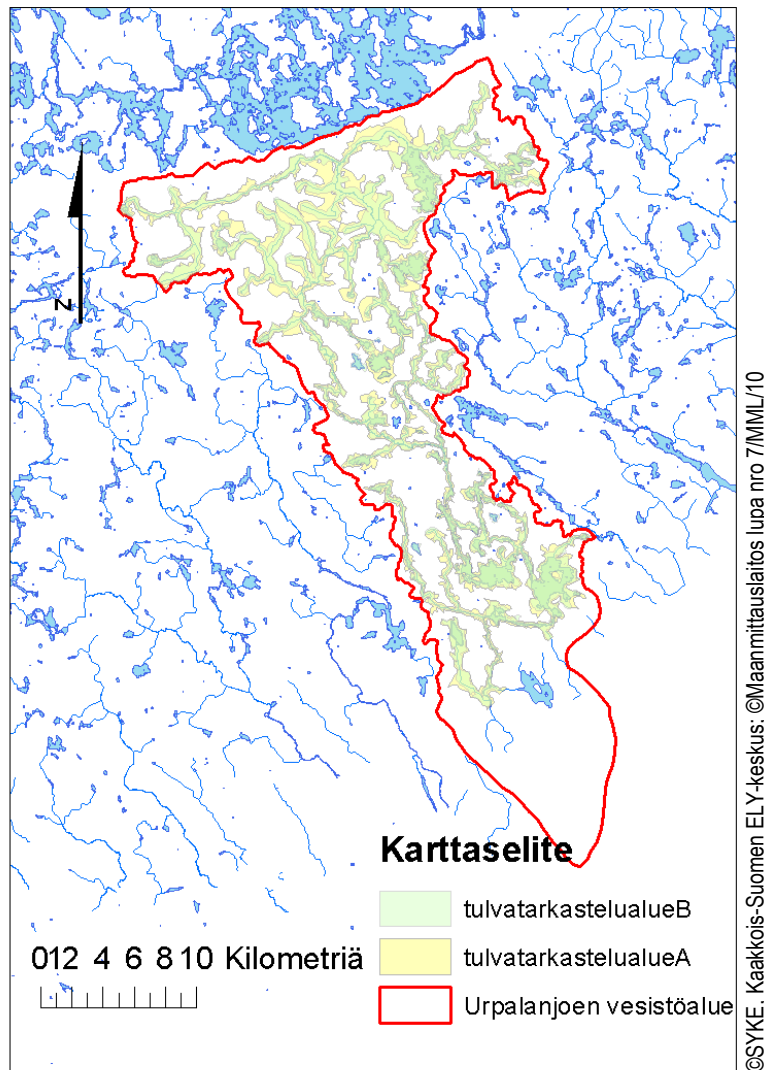 N
Karttaselite
tulvatarkastelualueB
tulvatarkastelualueA
Urpalanjoen vesistöalue
012 4 6 8 10 Kilometriä
©SYKE, Kaakkois-Suomen ELY-keskus: ©Maanmittauslaitos lupa nro 7/MML/10